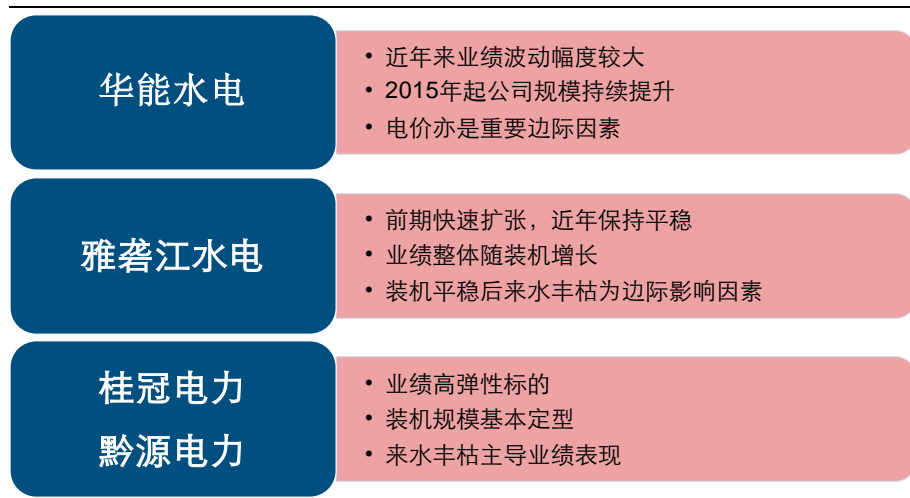 华能水电
• 近年来业绩波动幅度较大
• 2015年起公司规模持续提升
• 电价亦是重要边际因素
雅砻江水电
• 前期快速扩张，近年保持平稳
• 业绩整体随装机增长
• 装机平稳后来水丰枯为边际影响因素
桂冠电力
黔源电力
• 业绩高弹性标的
• 装机规模基本定型
• 来水丰枯主导业绩表现